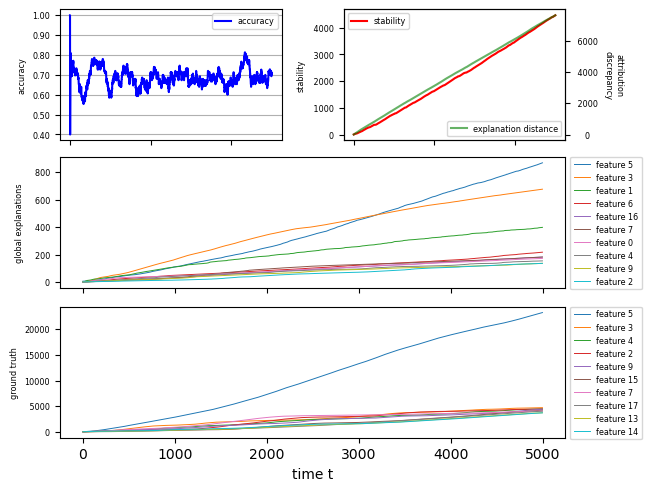 1.00
0.90
0.80
0.70
0.60
0.50
0.40
accuracy
accuracy
4000
3000
2000
1000
0
stability
stability
explanation distance
6000
4000
2000
0
attribution
discrepancy
800
600
400
200
0
global explanations
feature 5
feature 3
feature 1
feature 6
feature 16
feature 7
feature 0
feature 4
feature 9
feature 2
20000
15000
10000
5000
0
ground truth
feature 5
feature 3
feature 4
feature 2
feature 9
feature 15
feature 7
feature 17
feature 13
feature 14
0 1000 2000 3000 4000 5000
time t